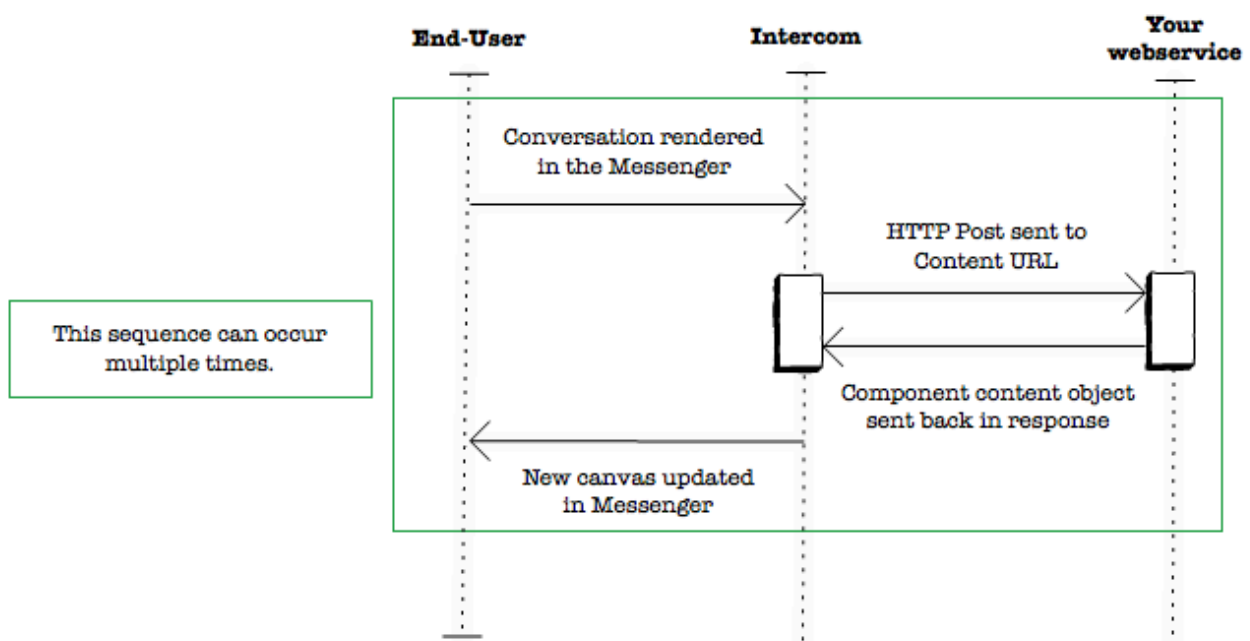 End-User
Intercom
Your
webservice
Conversation rendered
in the Messenger
HTTP Post sent to
Content URL
This sequence can occur
multiple times.
Component content object
sent back in response
New canvas updated
in Messenger